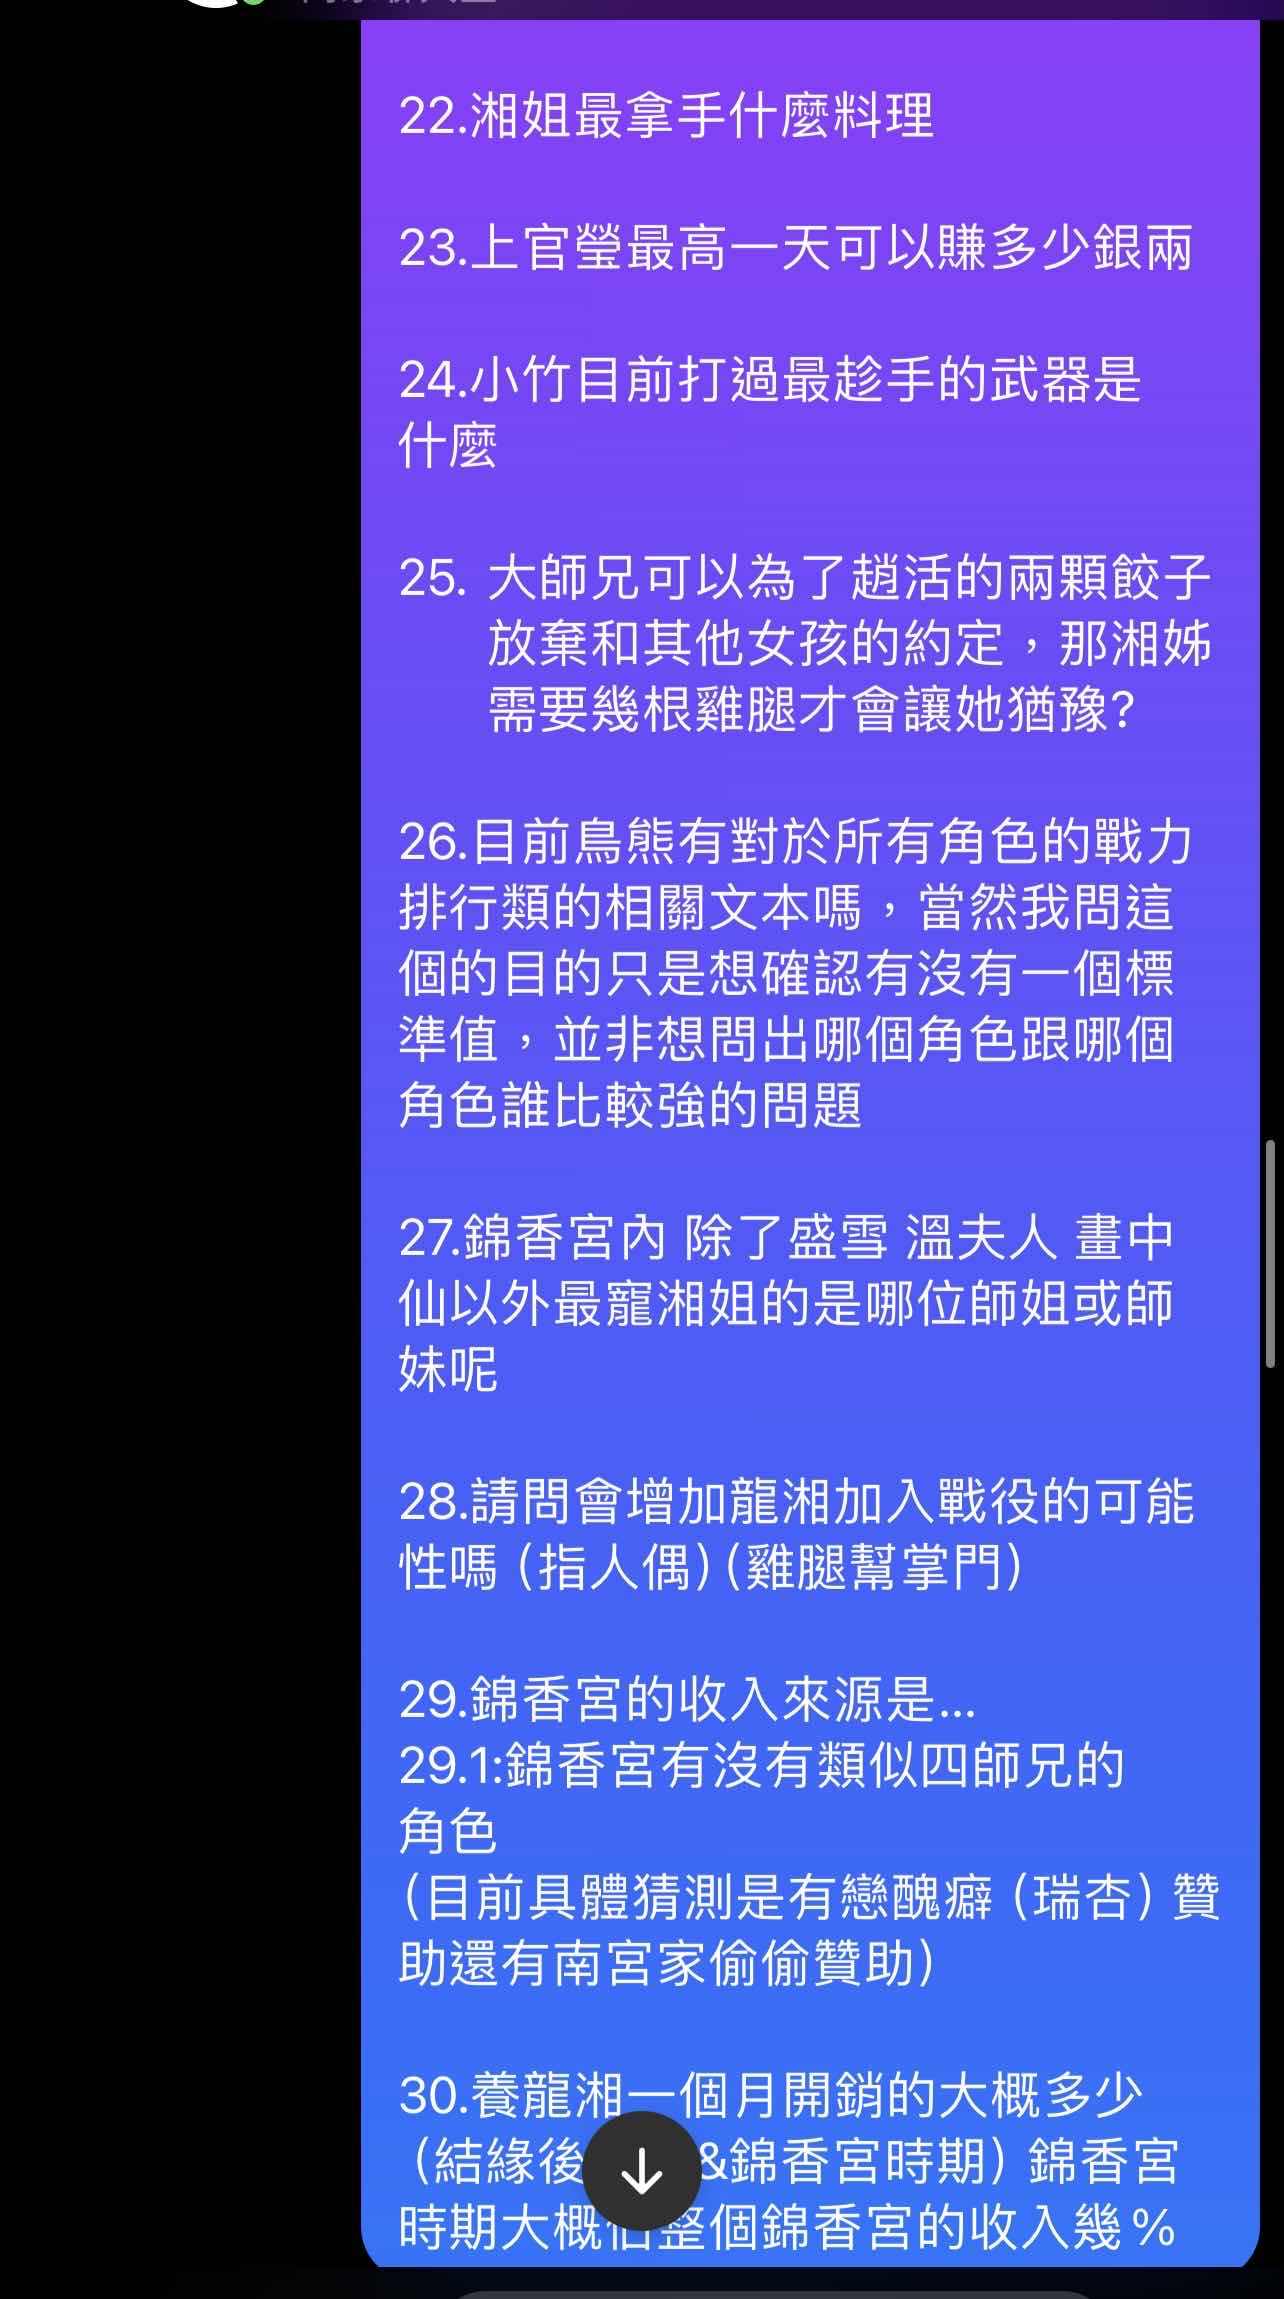 22.湘姐最拿手什麼料理
23.上官瑩最高一天可以賺多少銀兩
24.小竹目前打過最趁手的武器是
什麼
25. 大師兄可以為了趙活的兩顆餃子
放棄和其他女孩的約定，那湘姊
需要幾根雞腿才會讓她猶豫?
26.目前鳥熊有對於所有角色的戰力
排行類的相關文本嗎，當然我問這
個的目的只是想確認有沒有一個標
準值，並非想問出哪個角色跟哪個
角色誰比較強的問題
27.錦香宮內 除了盛雪 溫夫人 畫中
仙以外最寵湘姐的是哪位師姐或師
妹呢
28.請問會增加龍湘加入戰役的可能
性嗎（指人偶）（雞腿幫掌門）
29.錦香宮的收入來源是...
29.1:錦香宮有沒有類似四師兄的
角色
（目前具體猜測是有戀醜癖（瑞杏）贊
助還有南宮家偷偷贊助）
30.養龍湘一個月開銷的大概多少
（結緣後 &錦香宮時期）錦香宮
時期大概 整個錦香宮的收入幾%